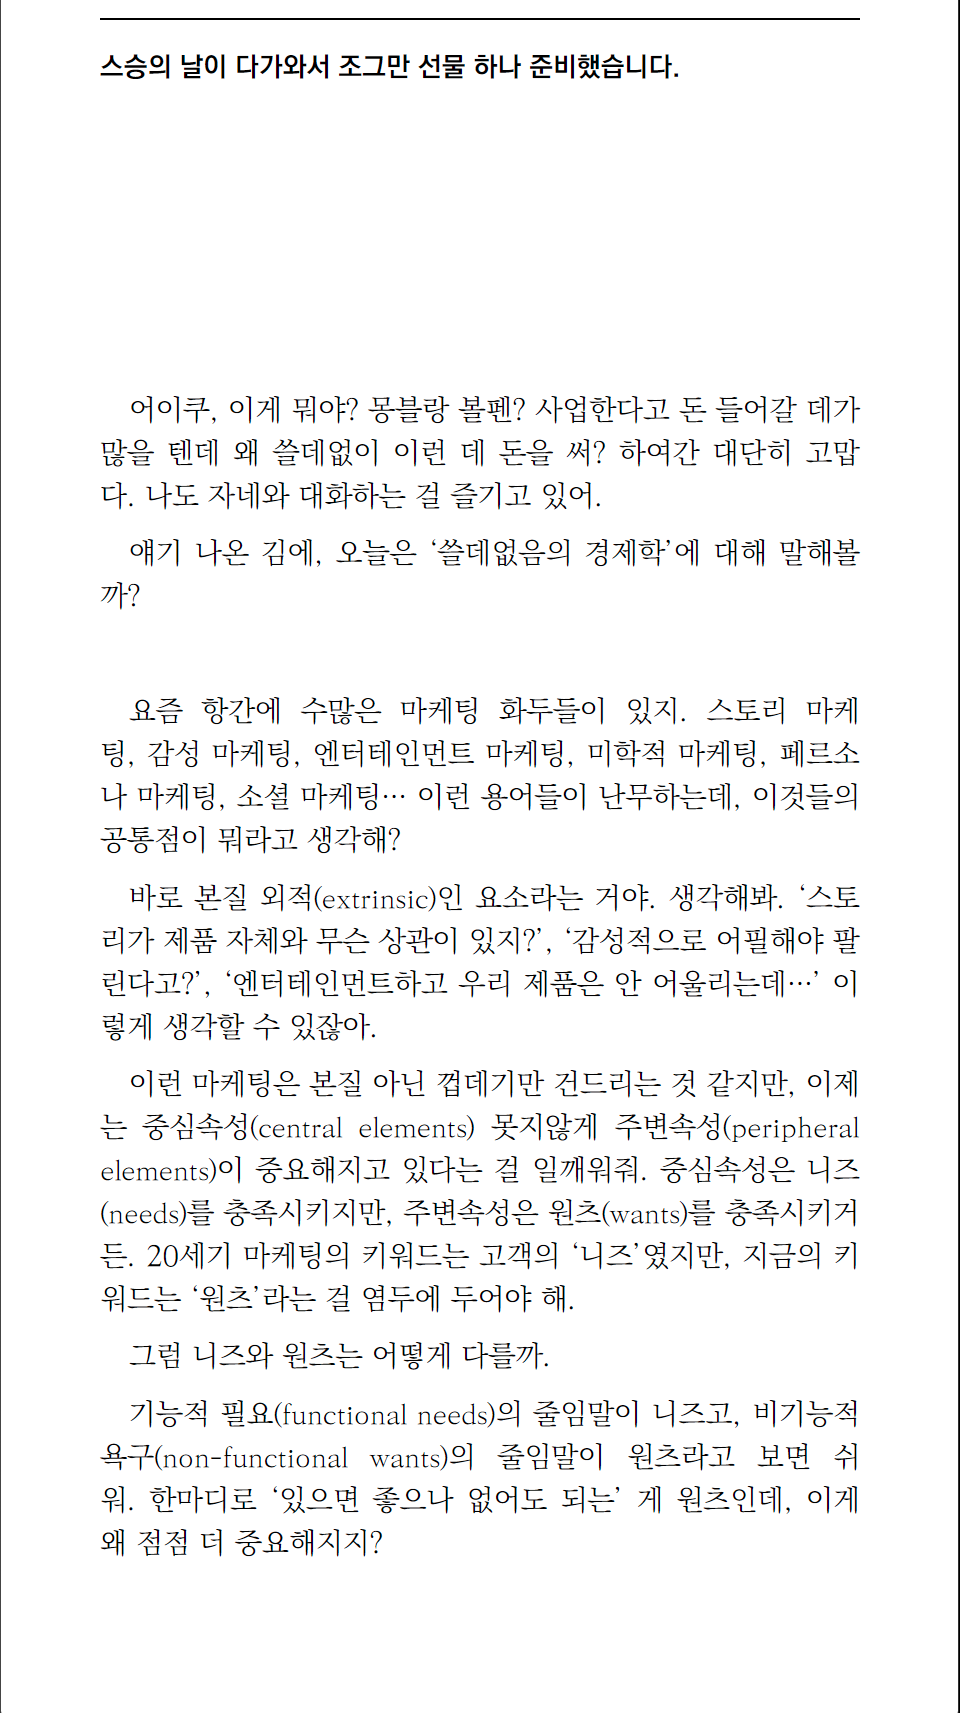 스승의 날이 다가와서 조그만 선물 하나 준비했습니다.
어이쿠, 이게 뭐야? 몽블랑 볼펜? 사업한다고 돈 들어갈 데가
많을 텐데 왜 쓸데없이 이런 데 돈을 써? 하여간 대단히 고맙
다. 나도 자네와 대화하는 걸 즐기고 있어.
얘기 나온 김에, 오늘은 ‘쓸데없음의 경제학’에 대해 말해볼
까?
요즘 항간에 수많은 마케팅 화두들이 있지. 스토리 마케
팅, 감성 마케팅, 엔터테인먼트 마케팅, 미학적 마케팅, 페르소
나 마케팅, 소셜 마케팅… 이런 용어들이 난무하는데, 이것들의
공통점이 뭐라고 생각해?
바로 본질 외적(extrinsic)인 요소라는 거야. 생각해봐. ‘스토
리가 제품 자체와 무슨 상관이 있지?’, ‘감성적으로 어필해야 팔
린다고?’, ‘엔터테인먼트하고 우리 제품은 안 어울리는데…’ 이
렇게 생각할 수 있잖아.
이런 마케팅은 본질 아닌 껍데기만 건드리는 것 같지만, 이제
는 중심속성(central elements) 못지않게 주변속성(peripheral
elements)이 중요해지고 있다는 걸 일깨워줘. 중심속성은 니즈
(needs)를 충족시키지만, 주변속성은 원츠(wants)를 충족시키거
든. 20세기 마케팅의 키워드는 고객의 ‘니즈’였지만, 지금의 키
워드는 ‘원츠’라는 걸 염두에 두어야 해.
그럼 니즈와 원츠는 어떻게 다를까.
기능적 필요(functional needs)의 줄임말이 니즈고, 비기능적
욕구(non-functional wants)의 줄임말이 원츠라고 보면 쉬
워. 한마디로 ‘있으면 좋으나 없어도 되는’ 게 원츠인데, 이게
왜 점점 더 중요해지지?